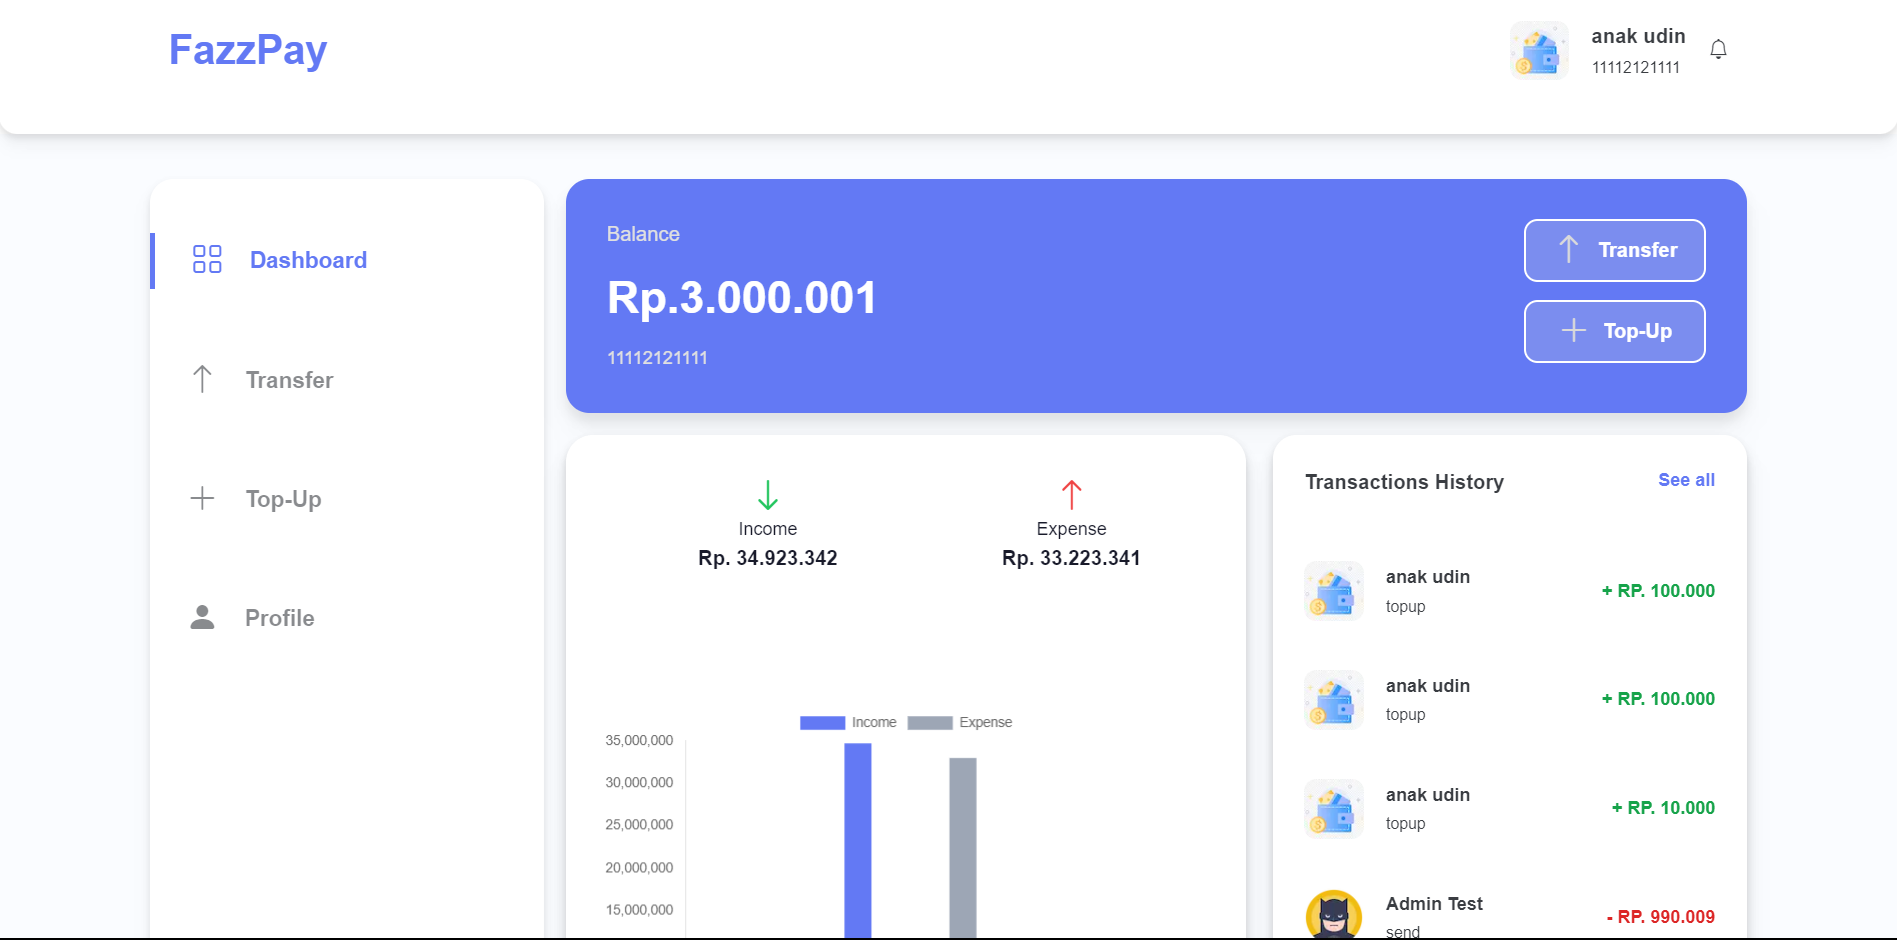 FazzPay
anak udin
11112121111
Dashboard
Transfer
Top-Up
Profile
Balance
Rp.3.000.001
11112121111
Transfer
Top-Up
Income
Rp. 34.923.342
Expense
Rp. 33.223.341
Income Expense
35,000,000
30,000,000
25,000,000
20,000,000
15,000,000
Transactions History
See all
anak udin
topup
+ RP. 100.000
anak udin
topup
+ RP. 100.000
anak udin
topup
+ RP. 10.000
Admin Test
send
- RP. 990.009